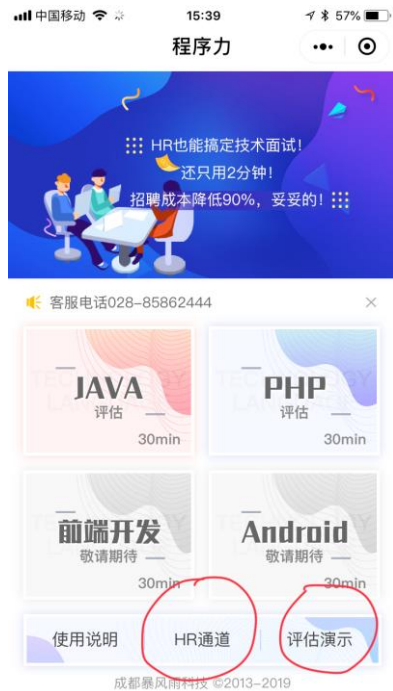 中国移动 15:39 57%
程序力
HR也能搞定技术面试！
还只用2分钟！
招聘成本降低90%，妥妥的！
客服电话028-85862444
JAVA PHP
评估 评估
30min 30min
前端开发 Android
敬请期待 敬请期待
30min 30min
使用说明 HR通道 评估演示
成都暴风雨科技 ©2013-2019